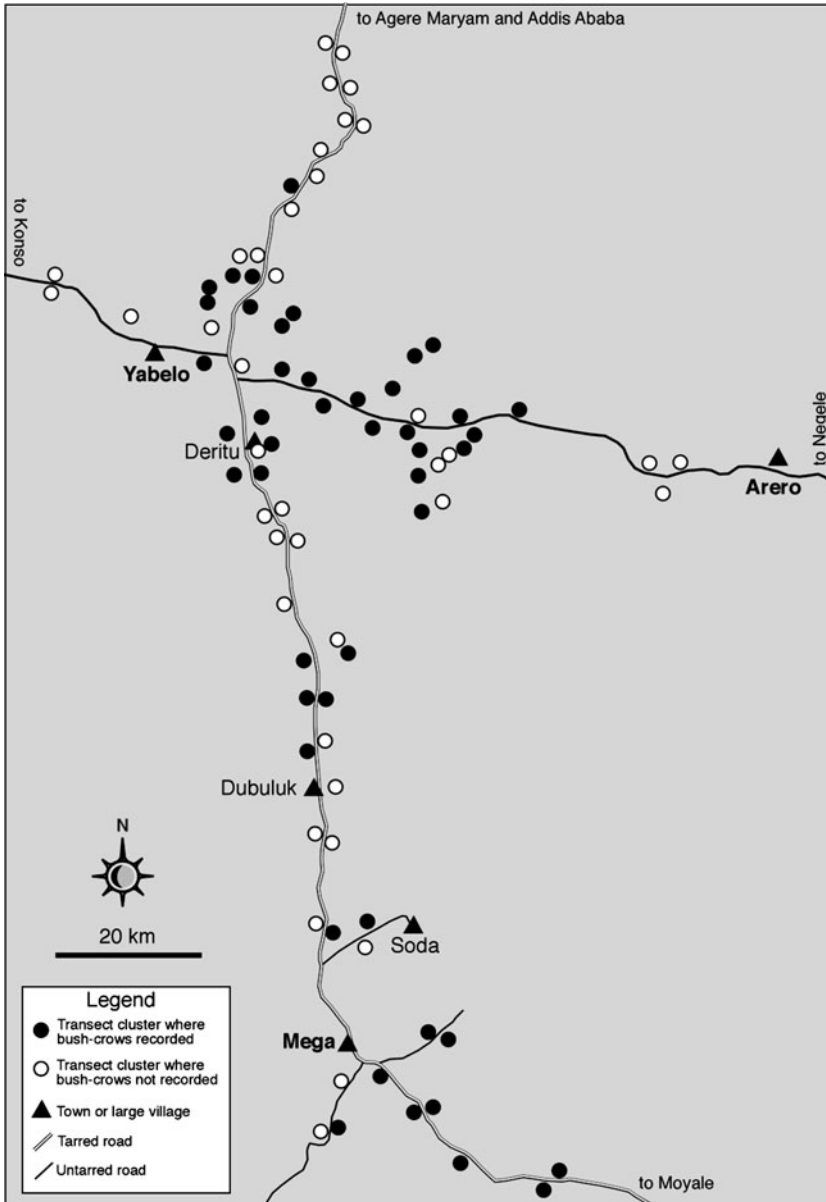 to Agere Maryam and Addis Ababa
to Konso
Yabelo
Deritu
to Negele
Arero
Dubuluk
N
20 km
Soda
Mega
to Moyale
Legend
Transect cluster where
bush-crows recorded
Transect cluster where
bush-crows not recorded
Town or large village
Tarred road
Untarred road